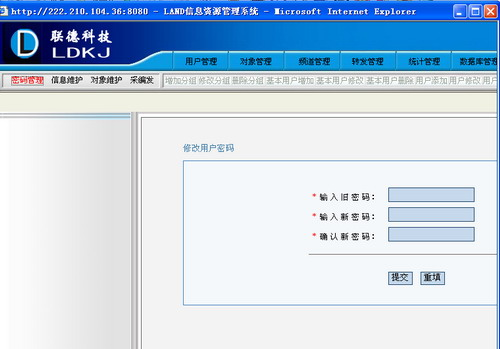 http://222.210.104.36:8080 - LAND信息资源管理系统 - Microsoft Internet Explorer
联德科技
LDKJ
用户管理 对象管理 频道管理 转发管理 统计管理 数据库管
密码管理 信息维护 对象维护 采编发 增加分组 修改分组 删除分组 基本用户增加 基本用户修改 基本用户删除 用户添加 用户修改 用户
修改用户密码
*输入旧密码:
*输入新密码:
*确认新密码:
提交 重填